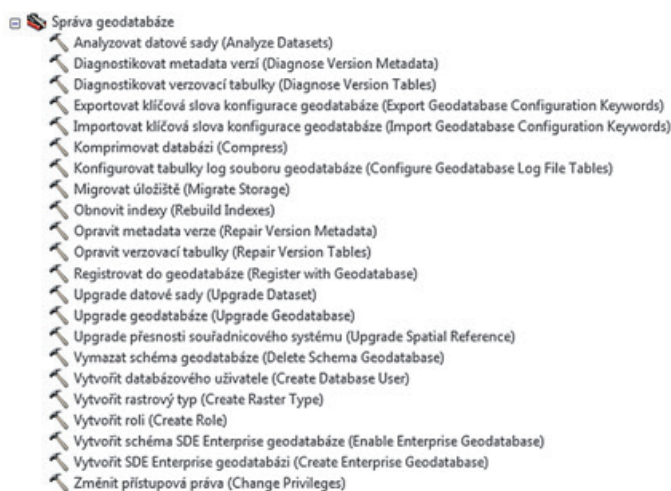 Správa geodatabáze
Analyzovat datové sady (Analyze Datasets)
Diagnostikovat metadata verzí (Diagnose Version Metadata)
Diagnostikovat verzovací tabulky (Diagnose Version Tables)
Exportovat klíčová slova konfigurace geodatabáze (Export Geodatabase Configuration Keywords)
Importovat klíčová slova konfigurace geodatabáze (Import Geodatabase Configuration Keywords)
Komprimovat databázi (Compress)
Konfigurovat tabulky log souboru geodatabáze (Configure Geodatabase Log File Tables)
Migrovat úložiště (Migrate Storage)
Obnovit indexy (Rebuild Indexes)
Opravit metadata verze (Repair Version Metadata)
Opravit verzovací tabulky (Repair Version Tables)
Registrovat do geodatabáze (Register with Geodatabase)
Upgrade datové sady (Upgrade Dataset)
Upgrade geodatabáze (Upgrade Geodatabase)
Upgrade přesnosti souřadnicového systému (Upgrade Spatial Reference)
Vymazat schéma geodatabáze (Delete Schema Geodatabase)
Vytvořit databázového uživatele (Create Database User)
Vytvořit rastrový typ (Create Raster Type)
Vytvořit roli (Create Role)
Vytvořit schéma SDE Enterprise geodatabáze (Enable Enterprise Geodatabase)
Vytvořit SDE Enterprise geodatabázi (Create Enterprise Geodatabase)
Změnit přístupová práva (Change Privileges)